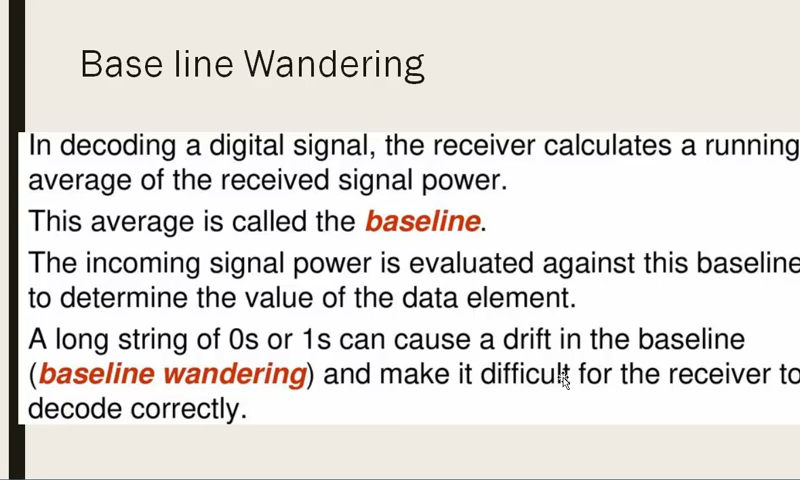 Base line Wandering
In decoding a digital signal, the receiver calculates a running
average of the received signal power.
This average is called the baseline.
The incoming signal power is evaluated against this baseline
to determine the value of the data element.
A long string of 0s or 1s can cause a drift in the baseline
(baseline wandering) and make it difficult for the receiver to
decode correctly.